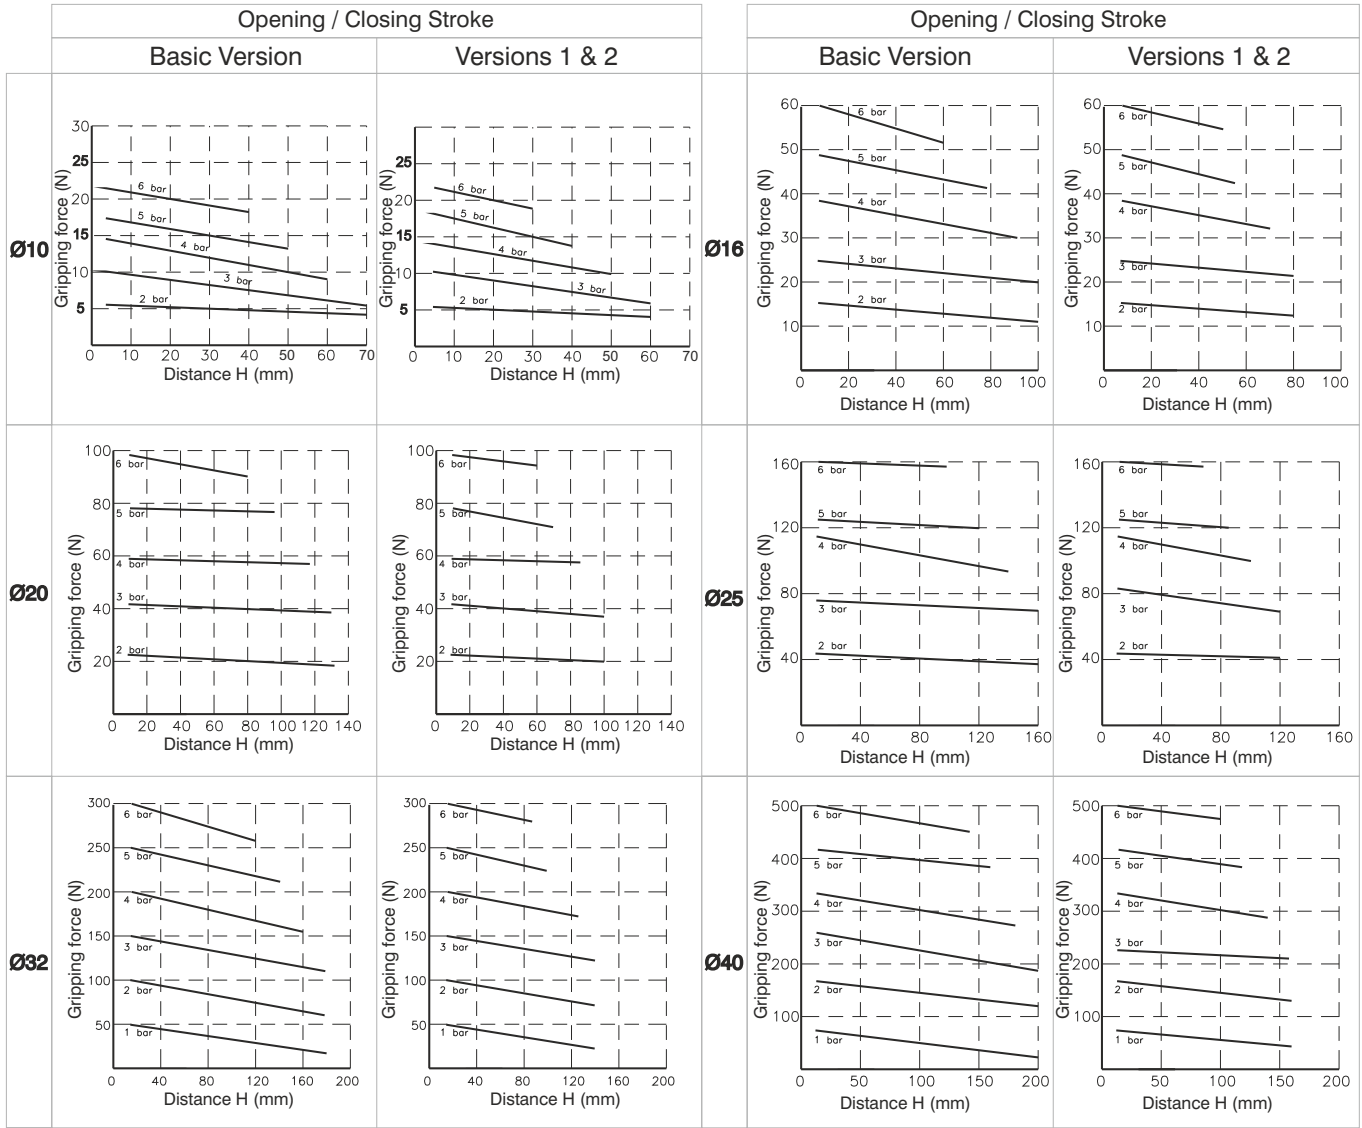 Opening / Closing Stroke
Basic Version
Versions 1 & 2
Opening / Closing Stroke
Basic Version
Versions 1 & 2
Ø10
Gripping force (N)
30
25
20
15
10
5
6 bar
5 bar
4 bar
3 bar
2 bar
0 10 20 30 40 50 60 70
Distance H (mm)
Gripping force (N)
25
20
15
10
5
6 bar
5 bar
4 bar
3 bar
2 bar
0 10 20 30 40 50 60 70
Distance H (mm)
Ø16
Gripping force (N)
60
50
40
30
20
10
6 bar
5 bar
4 bar
3 bar
2 bar
0 20 40 60 80 100
Distance H (mm)
Gripping force (N)
60
50
40
30
20
10
6 bar
5 bar
4 bar
3 bar
2 bar
0 20 40 60 80 100
Distance H (mm)
Ø20
Gripping force (N)
100
80
60
40
20
6 bar
5 bar
4 bar
3 bar
2 bar
0 20 40 60 80 100 120 140
Distance H (mm)
Gripping force (N)
100
80
60
40
20
6 bar
5 bar
4 bar
3 bar
2 bar
0 20 40 60 80 100 120 140
Distance H (mm)
Ø25
Gripping force (N)
160
120
80
40
6 bar
5 bar
4 bar
3 bar
2 bar
0 40 80 120 160
Distance H (mm)
Gripping force (N)
160
120
80
40
6 bar
5 bar
4 bar
3 bar
2 bar
0 40 80 120 160
Distance H (mm)
Ø32
Gripping force (N)
300
250
200
150
100
50
6 bar
5 bar
4 bar
3 bar
2 bar
1 bar
0 40 80 120 160 200
Distance H (mm)
Gripping force (N)
300
250
200
150
100
50
6 bar
5 bar
4 bar
3 bar
2 bar
1 bar
0 40 80 120 160 200
Distance H (mm)
Ø40
Gripping force (N)
500
400
300
200
100
6 bar
5 bar
4 bar
3 bar
2 bar
1 bar
0 50 100 150 200
Distance H (mm)
Gripping force (N)
500
400
300
200
100
6 bar
5 bar
4 bar
3 bar
2 bar
1 bar
0 50 100 150 200
Distance H (mm)